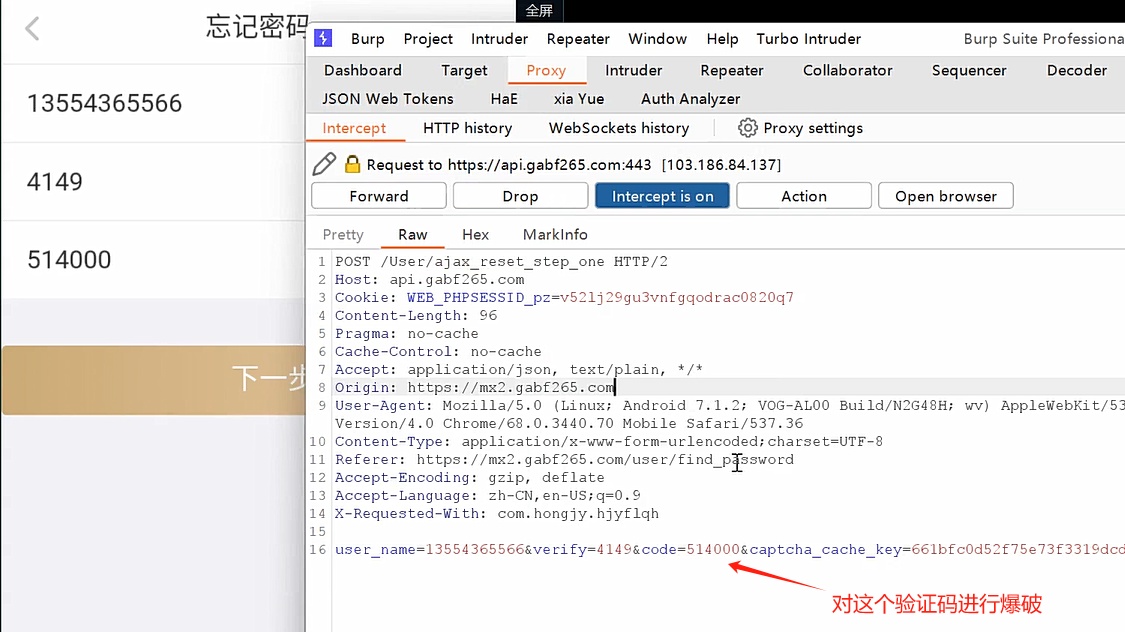 全屏
忘记密码
13554365566
4149
514000
下一步
Burp Project Intruder Repeater Window Help Turbo Intruder Burp Suite Professiona
Dashboard Target Proxy Intruder Repeater Collaborator Sequencer Decoder
JSON Web Tokens HaE xia Yue Auth Analyzer
Intercept HTTP history WebSockets history Proxy settings
Request to https://api.gabf265.com:443 [103.186.84.137]
Forward Drop Intercept is on Action Open browser
Pretty Raw Hex MarkInfo
1 POST /User/ajax_reset_step_one HTTP/2
2 Host: api.gabf265.com
3 Cookie: WEB_PHPSESSID_pz=v52lj29gu3vnfgqodrac0820q7
4 Content-Length: 96
5 Pragma: no-cache
6 Cache-Control: no-cache
7 Accept: application/json, text/plain, */*
8 Origin: https://mx2.gabf265.com
9 User-Agent: Mozilla/5.0 (Linux; Android 7.1.2; VOG-AL00 Build/N2G48H; wv) AppleWebKit/53
Version/4.0 Chrome/68.0.3440.70 Mobile Safari/537.36
10 Content-Type: application/x-www-form-urlencoded;charset=UTF-8
11 Referer: https://mx2.gabf265.com/user/find_password
12 Accept-Encoding: gzip, deflate
13 Accept-Language: zh-CN,en-US;q=0.9
14 X-Requested-With: com.hongjy.hjyflqh
15
16 user_name=13554365566&verify=4149&code=514000&captcha_cache_key=661bfc0d52f75e73f3319dcd
对这个验证码进行爆破